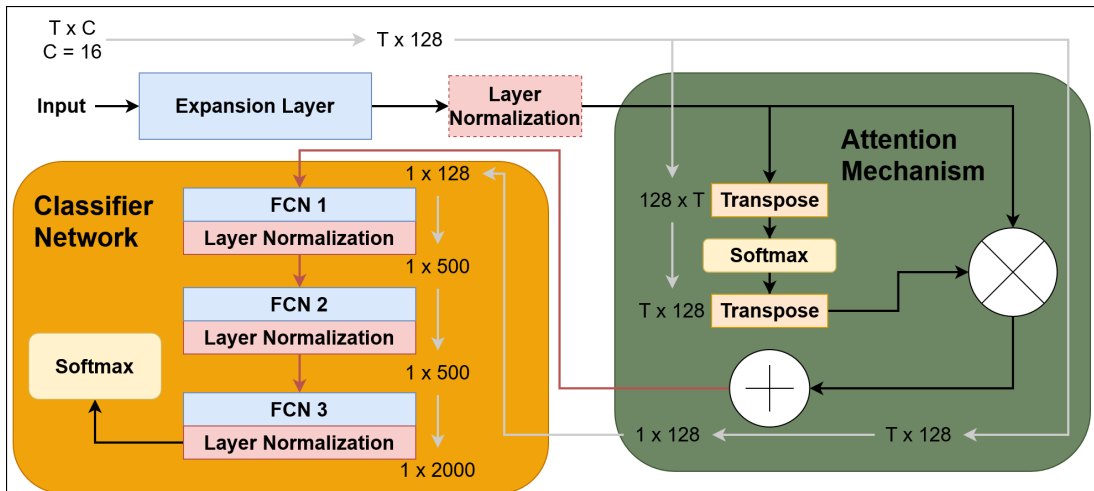 T x C
C = 16
T x 128
Input
Expansion Layer
Layer
Normalization
Attention
Mechanism
128 x T
Transpose
Softmax
T x 128
Transpose
1 x 128
T x 128
Classifier
Network
1 x 128
FCN 1
Layer Normalization
1 x 500
FCN 2
Layer Normalization
1 x 500
Softmax
FCN 3
Layer Normalization
1 x 2000